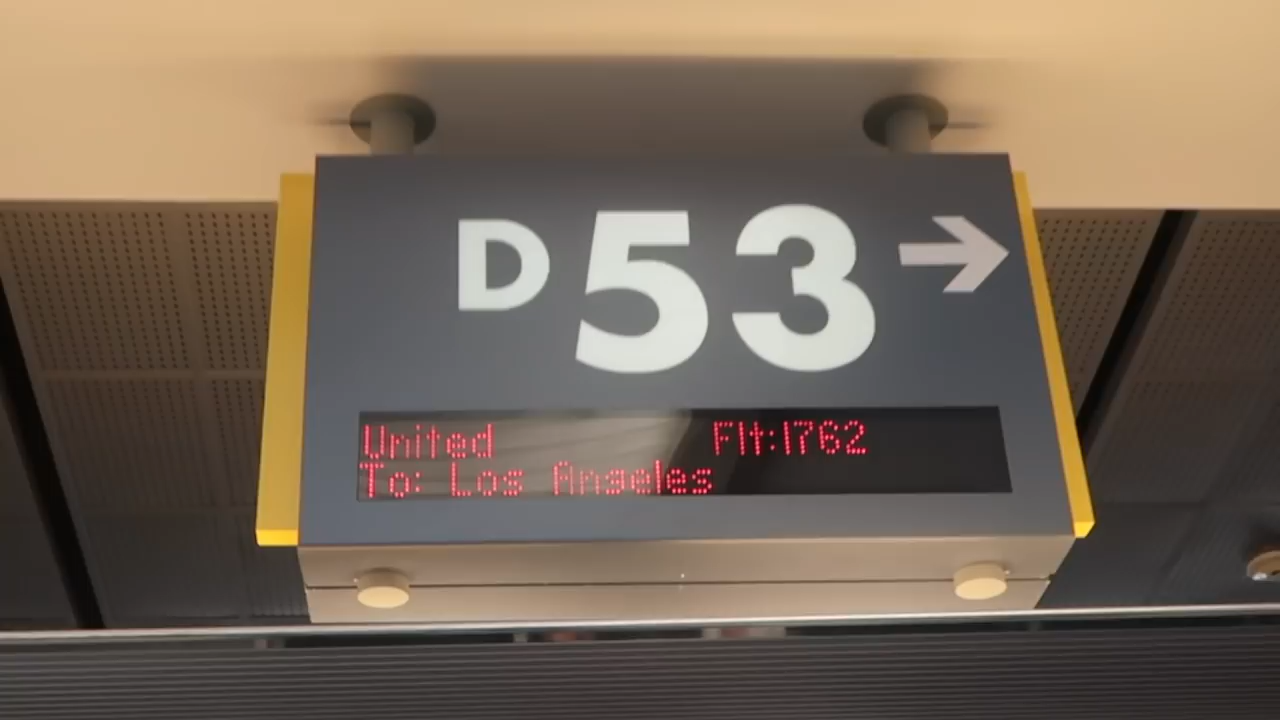 D53 →
United Flt:1762
To: Los Angeles